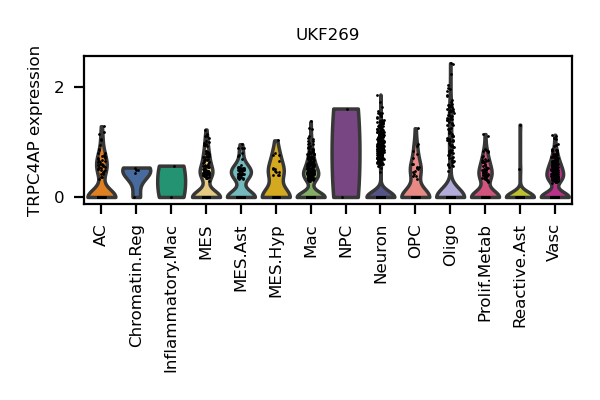 UKF269
TRPC4AP expression
2
0
AC
Chromatin.Reg
Inflammatory.Mac
MES
MES.Ast
MES.Hyp
Mac
NPC
Neuron
OPC
Oligo
Prolif.Metab
Reactive.Ast
Vasc